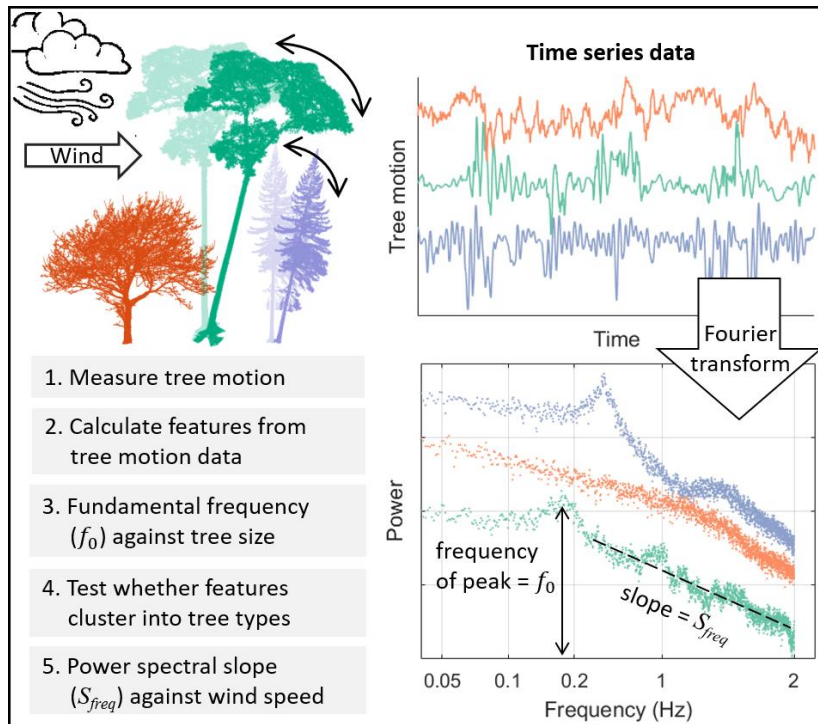 Wind
1. Measure tree motion
2. Calculate features from
tree motion data
3. Fundamental frequency
(f0) against tree size
4. Test whether features
cluster into tree types
5. Power spectral slope
(Sfreq) against wind speed
Time series data
Tree motion
Time
Fourier
transform
Power
frequency
of peak = f0
slope = Sfreq
0.05 0.1 0.2 1 2
Frequency (Hz)